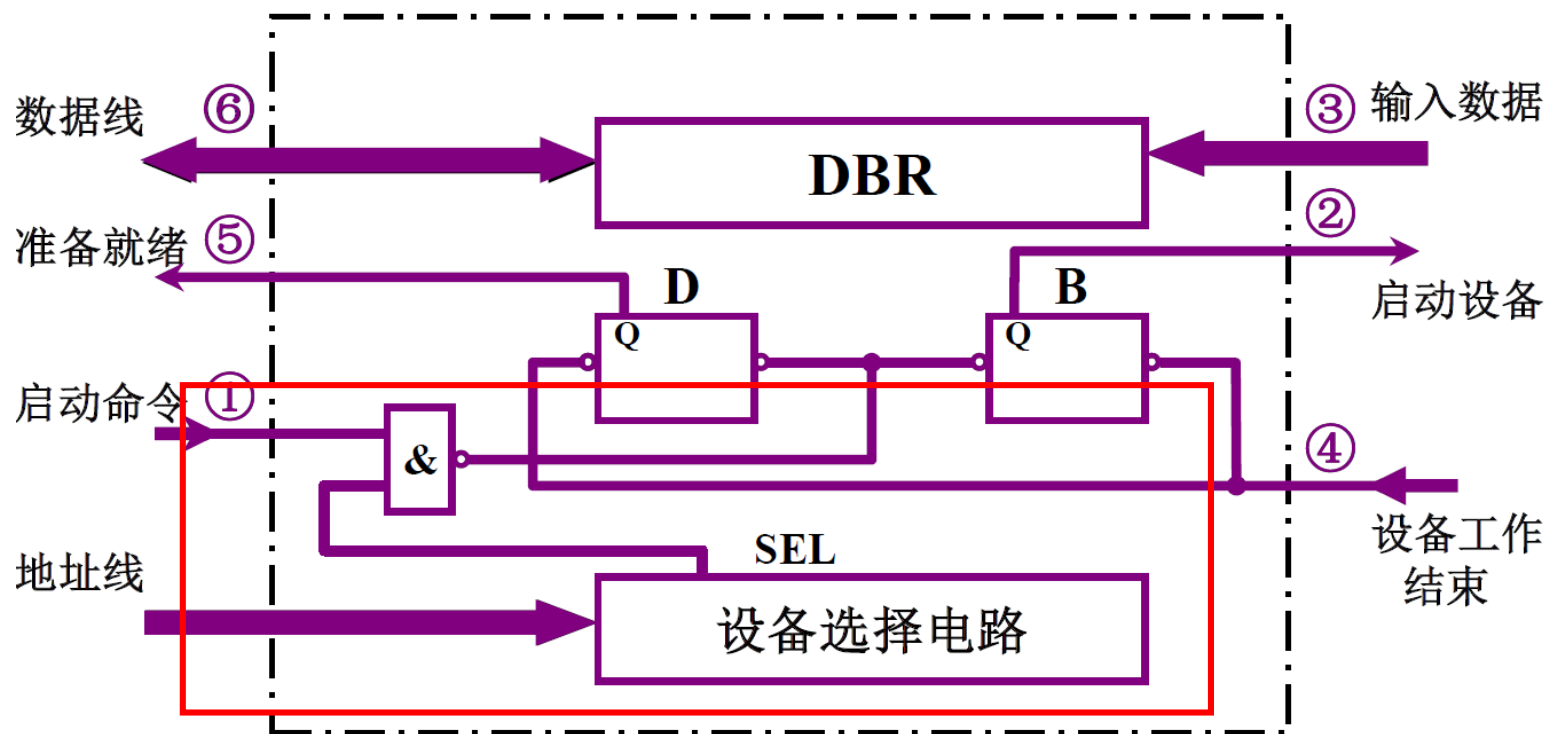 数据线
⑥
DBR
③
输入数据
②
准备就绪
⑤
D
B
启动设备
Q
Q
启动命令
①
&
④
设备工作
结束
SEL
地址线
设备选择电路